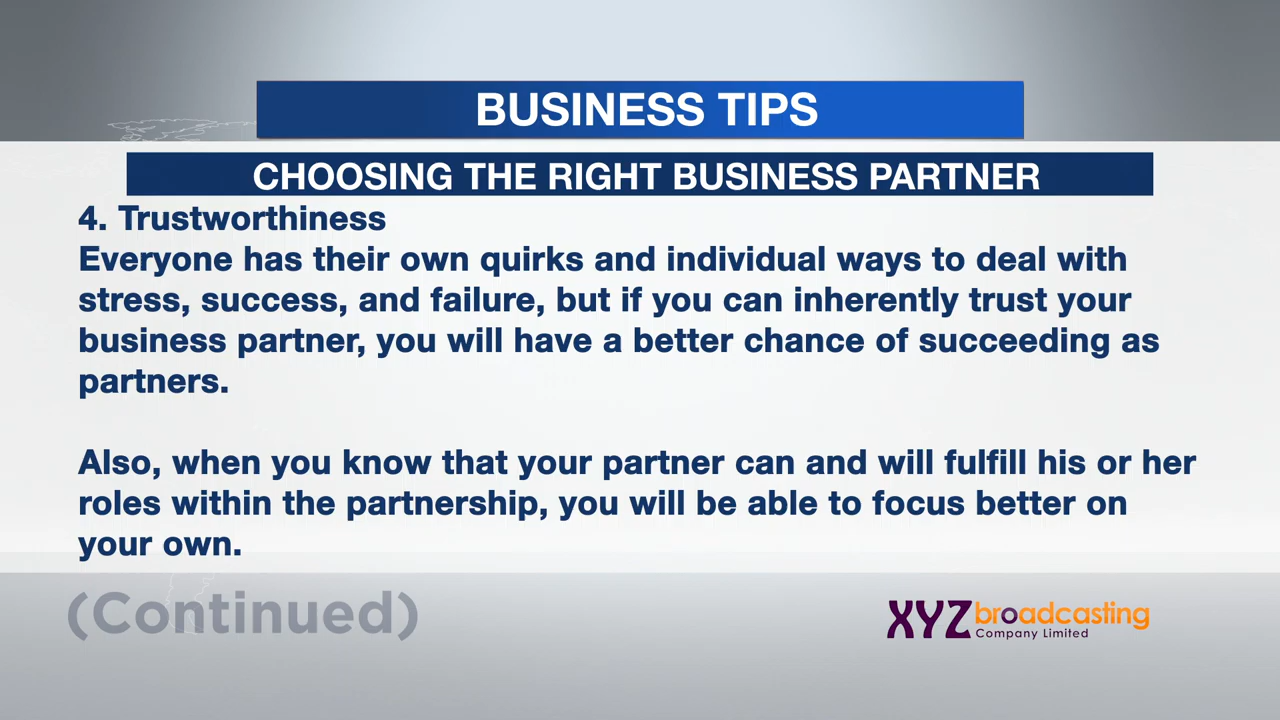 BUSINESS TIPS
CHOOSING THE RIGHT BUSINESS PARTNER
4. Trustworthiness
Everyone has their own quirks and individual ways to deal with
stress, success, and failure, but if you can inherently trust your
business partner, you will have a better chance of succeeding as
partners.
Also, when you know that your partner can and will fulfill his or her
roles within the partnership, you will be able to focus better on
your own.
(Continued)
XYZ broadcasting
Company Limited